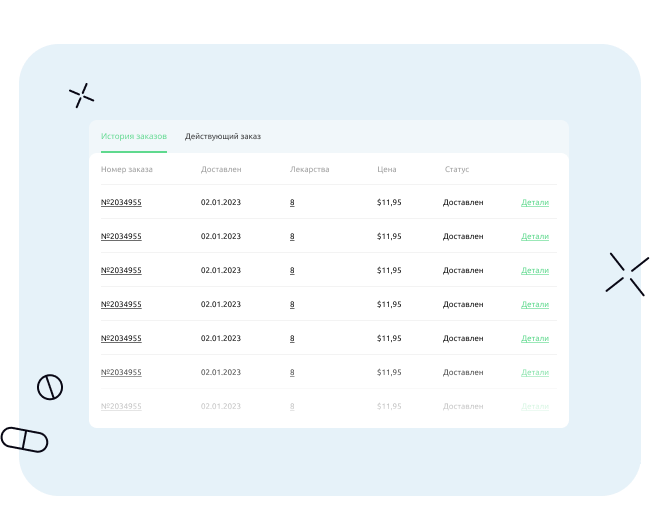 История заказов Действующий заказ
Номер заказа Доставлен Лекарства Цена Статус
№2034955 02.01.2023 8 $11,95 Доставлен Детали
№2034955 02.01.2023 8 $11,95 Доставлен Детали
№2034955 02.01.2023 8 $11,95 Доставлен Детали
№2034955 02.01.2023 8 $11,95 Доставлен Детали
№2034955 02.01.2023 8 $11,95 Доставлен Детали
№2034955 02.01.2023 8 $11,95 Доставлен Детали
№2034955 02.01.2023 8 $11,95 Доставлен Детали